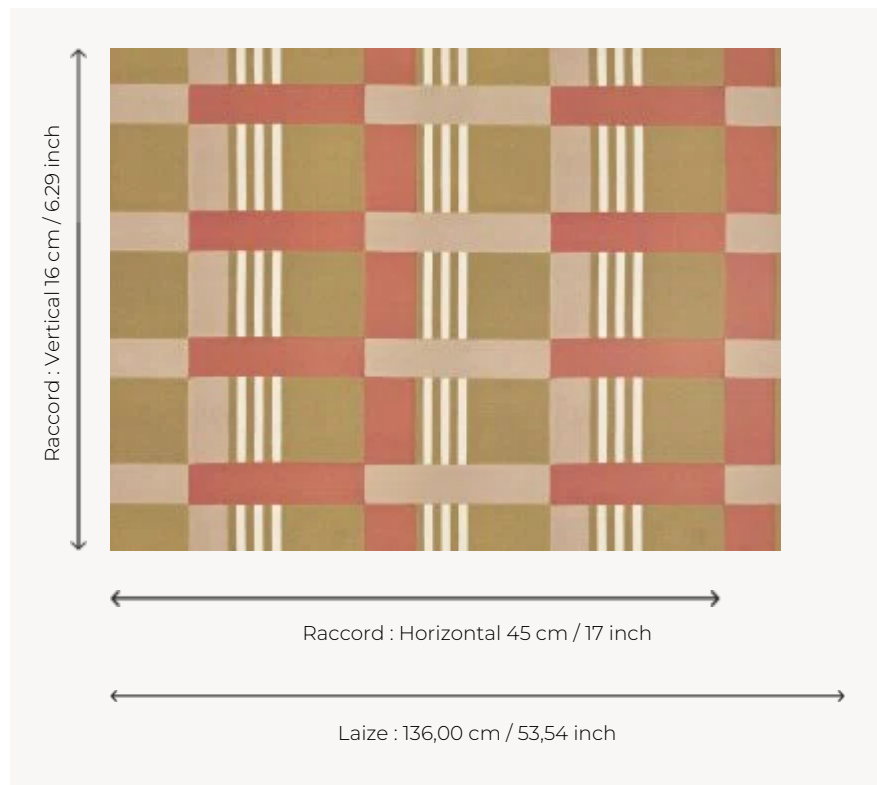 Raccord : Vertical 16 cm / 6.29 inch
Raccord : Horizontal 45 cm / 17 inch
Laize : 136,00 cm / 53,54 inch